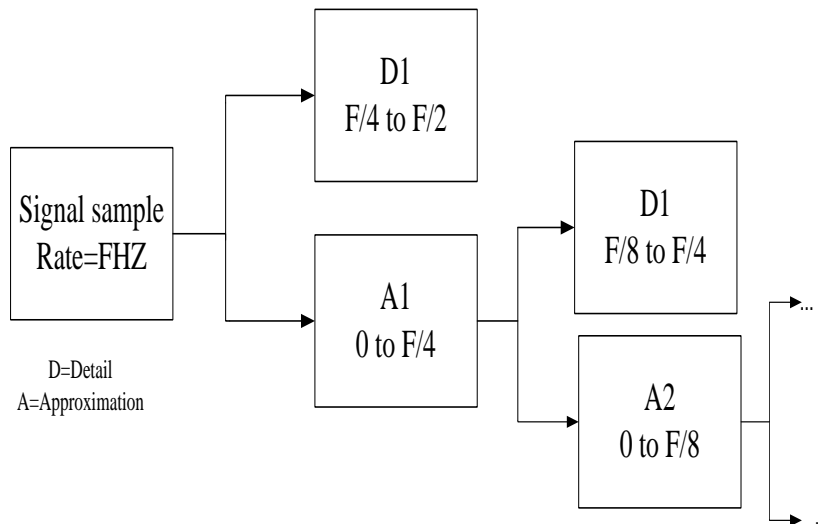 D1
F/4 to F/2
Signal sample
Rate=FHZ
D1
F/8 to F/4
A1
0 to F/4
...
D=Detail
A=Approximation
A2
0 to F/8